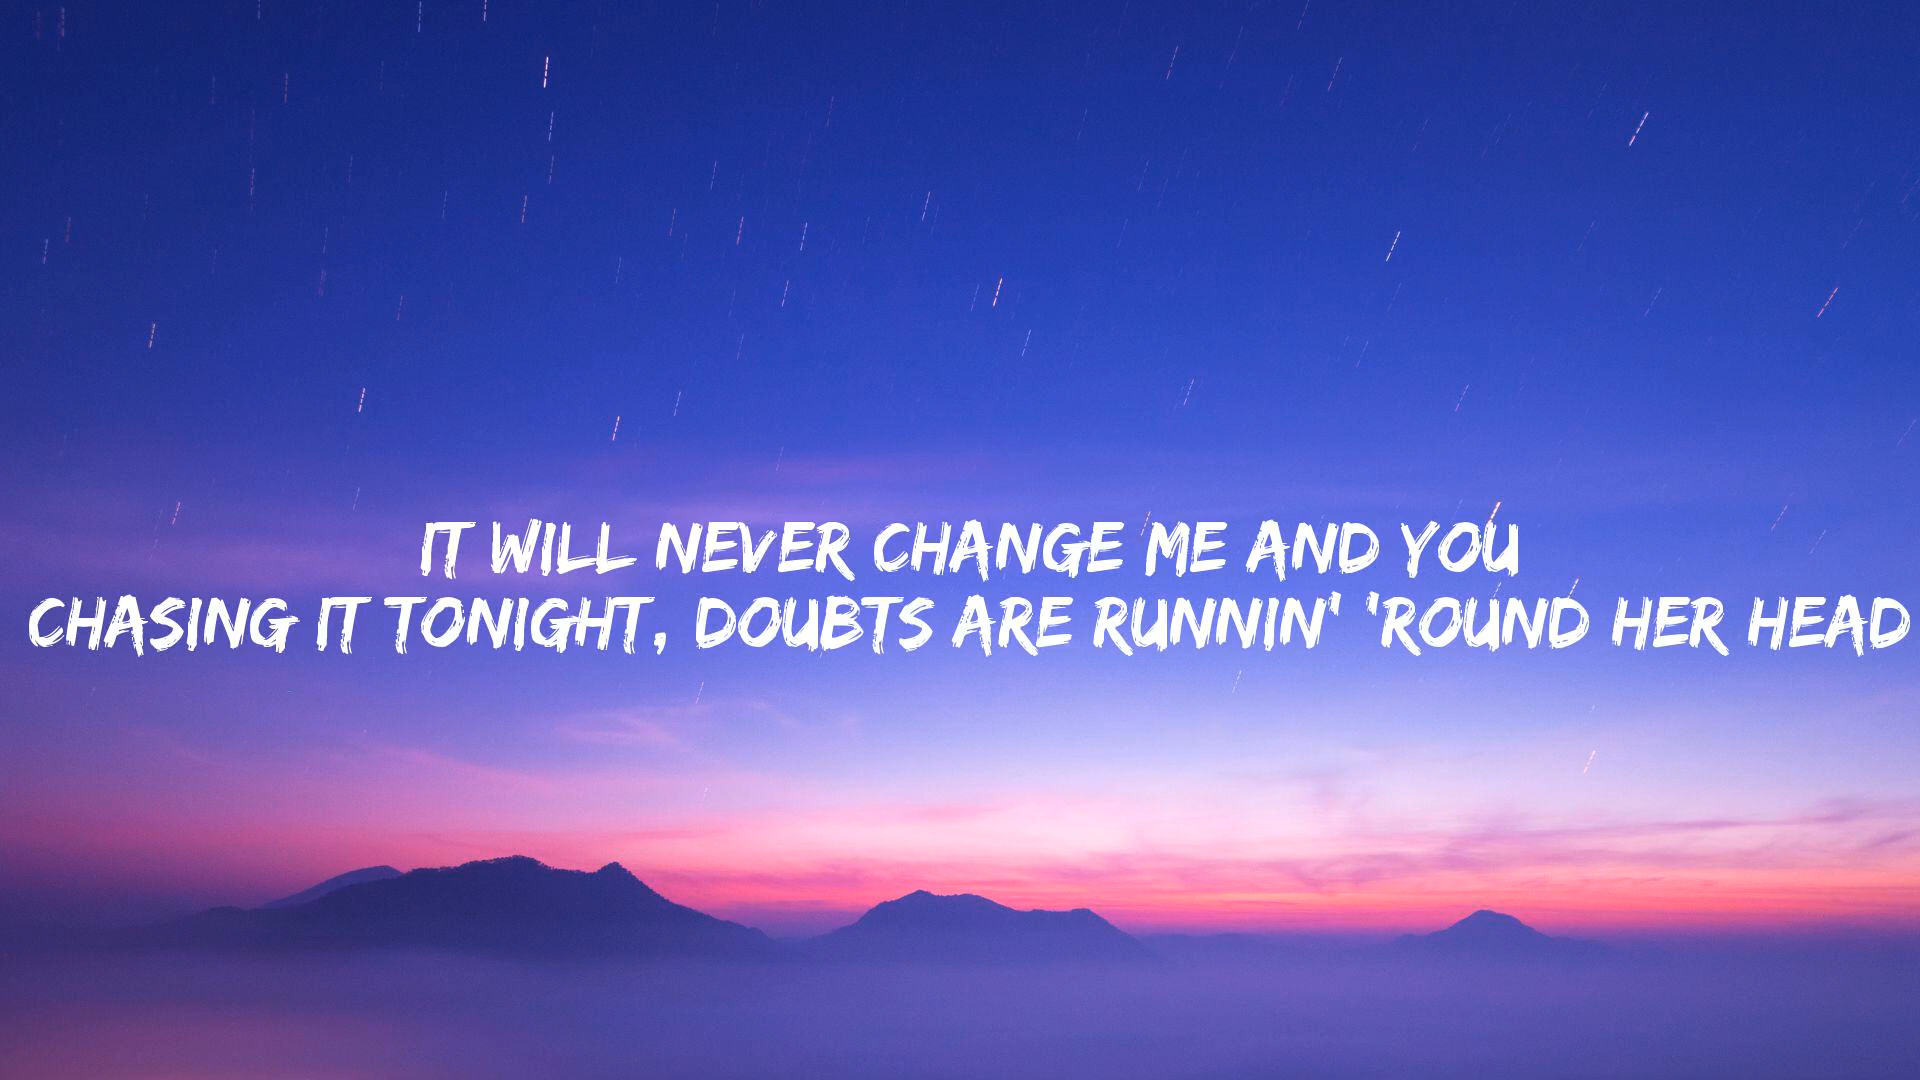 IT WILL NEVER CHANGE ME AND YOU
CHASING IT TONIGHT, DOUBTS ARE RUNNIN' 'ROUND HER HEAD